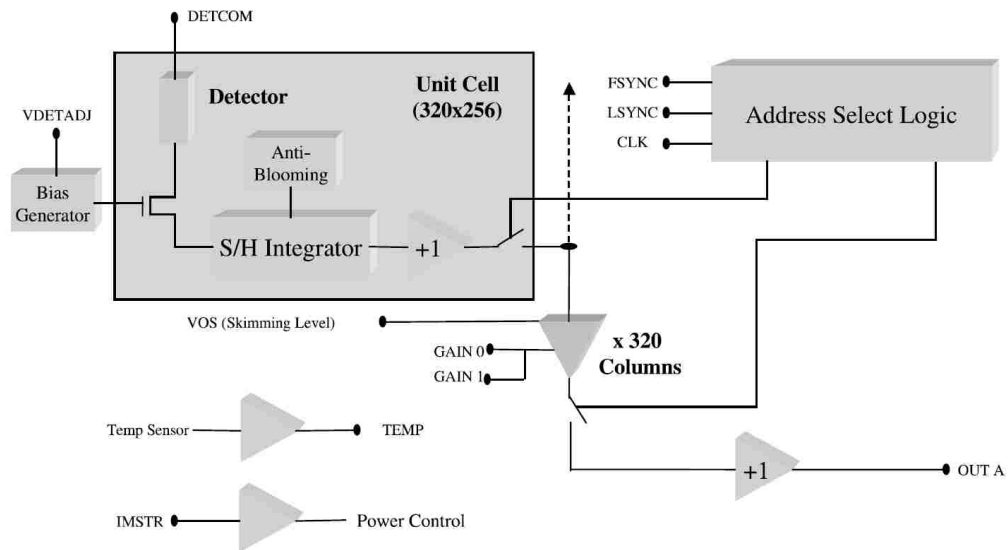 DETCOM
Unit Cell
(320x256)
Detector
FSYNC
LSYNC
CLK
Address Select Logic
VDETADJ
Anti-
Blooming
Bias
Generator
S/H Integrator
+1
VOS (Skimming Level)
GAIN 0
GAIN 1
x 320
Columns
Temp Sensor
TEMP
+1
OUT A
IMSTR
Power Control